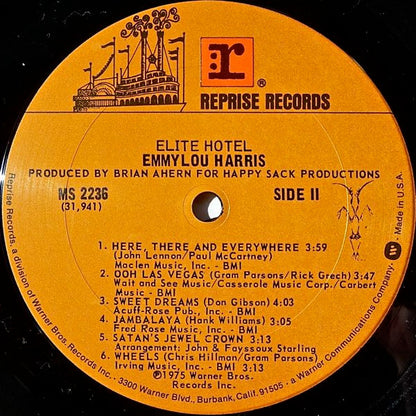 r ®
REPRISE RECORDS
ELITE HOTEL
EMMYLOU HARRIS
PRODUCED BY BRIAN AHERN FOR HAPPY SACK PRODUCTIONS
MS 2236
SIDE II
(31,941)
1. HERE, THERE AND EVERYWHERE 3:59
(John Lennon/Paul McCartney)
Maclen Music, Inc. - BMI
2. OOH LAS VEGAS (Gram Parsons/Rick Grech) 3:47
Wait and See Music/Casserole Music Corp./Carbert
Music - BMI
3. SWEET DREAMS (Don Gibson) 4:03
Acuff-Rose Pub., Inc. - BMI
4. JAMBALAYA (Hank Williams) 3:05
Fred Rose Music, Inc. - BMI
5. SATAN'S JEWEL CROWN 3:13
Arrangement: John & Fayssoux Starling
6. WHEELS (Chris Hillman/Gram Parsons)
Irving Music, Inc. - BMI 3:13
℗1975 Warner Bros.
Records Inc.
Reprise Records, a division of Warner Bros. Records Inc. · 3300 Warner Blvd., Burbank, Calif. 91505 · a Warner Communications Company · Made in U.S.A.